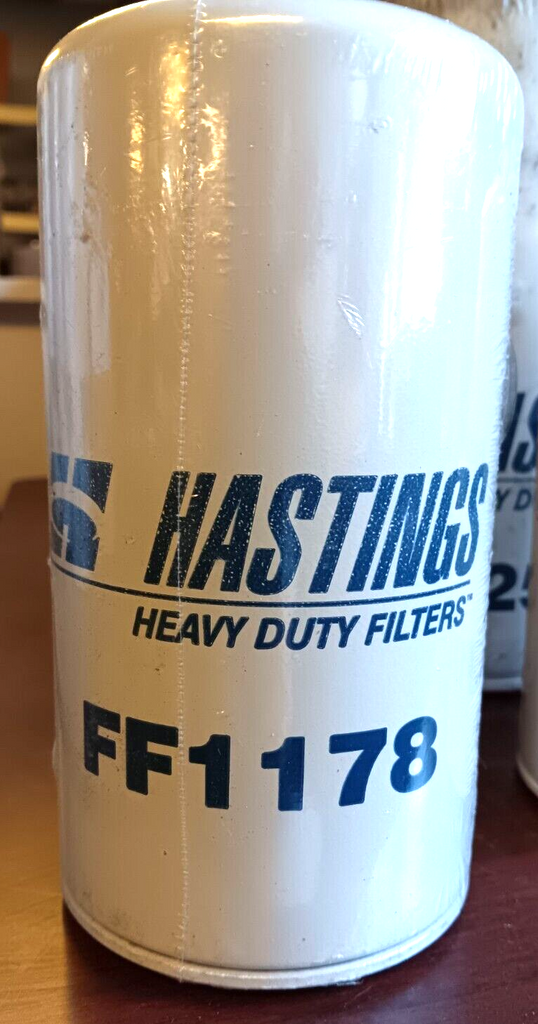 HASTINGS
HEAVY DUTY FILTERS™
FF1178